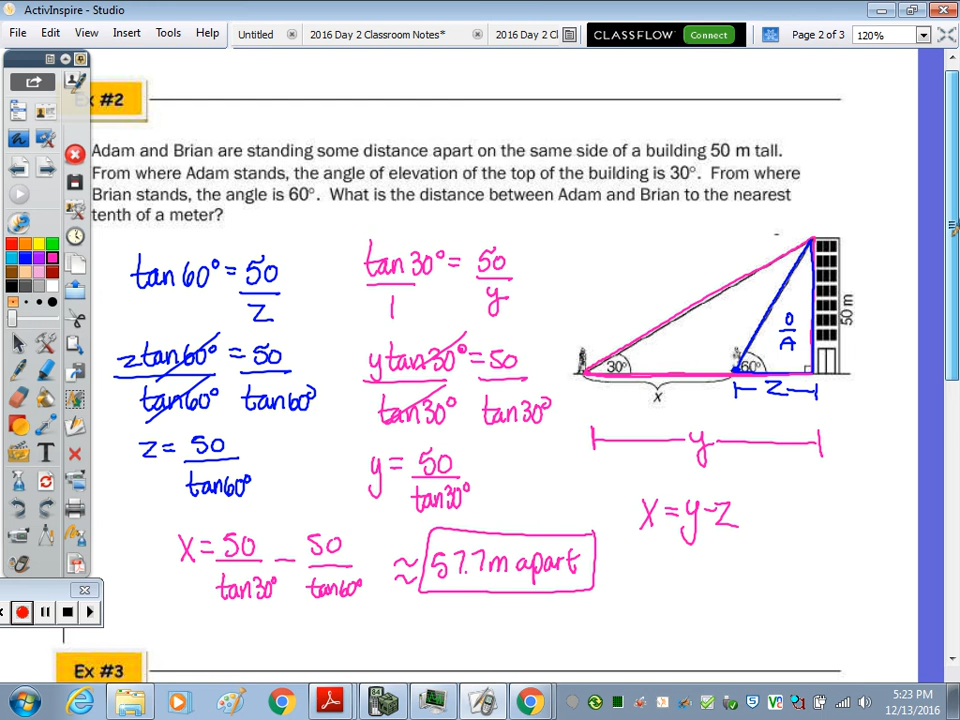 ActivInspire - Studio
File Edit View Insert Tools Help Untitled 2016 Day 2 Classroom Notes* 2016 Day 2 Cl CLASSFLOW Connect Page 2 of 3 120%
Ex #2
Adam and Brian are standing some distance apart on the same side of a building 50 m tall.
From where Adam stands, the angle of elevation of the top of the building is 30°. From where
Brian stands, the angle is 60°. What is the distance between Adam and Brian to the nearest
tenth of a meter?
tan 60° = 50/z
z tan 60° = 50
tan 60° tan 60°
z = 50/tan 60°
tan 30° = 50
1 y
y tan 30° = 50
tan 30° tan 30°
y = 50/tan 30°
50 m
O/A
30°
60°
x
z
y
x = y - z
x = 50/tan 30° - 50/tan 60° ≈ 57.7m apart
Ex #3
5:23 PM
12/13/2016